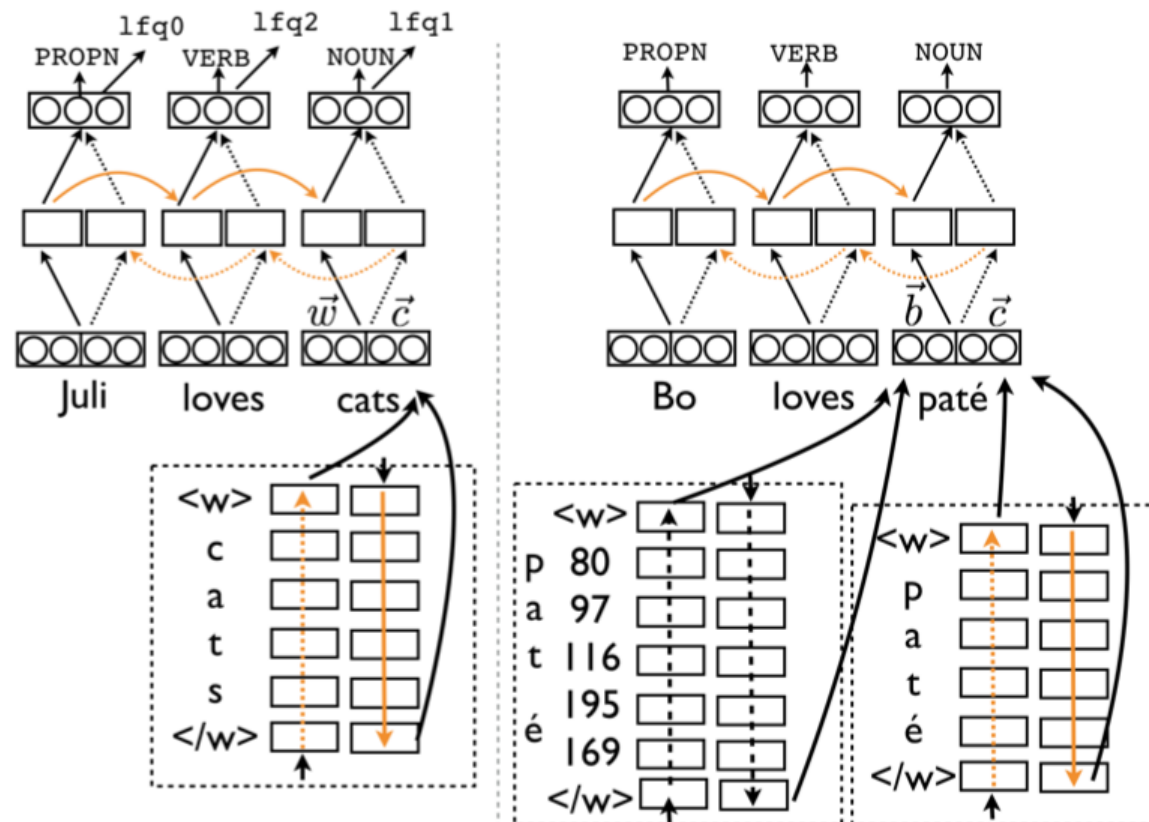 lfq0 lfq2 lfq1
PROPN VERB NOUN
w c
Juli loves cats
<w>
c
a
t
s
</w>
PROPN VERB NOUN
b c
Bo loves paté
<w>
p 80
a 97
t 116
é 195
169
</w>
<w>
p
a
t
é
</w>